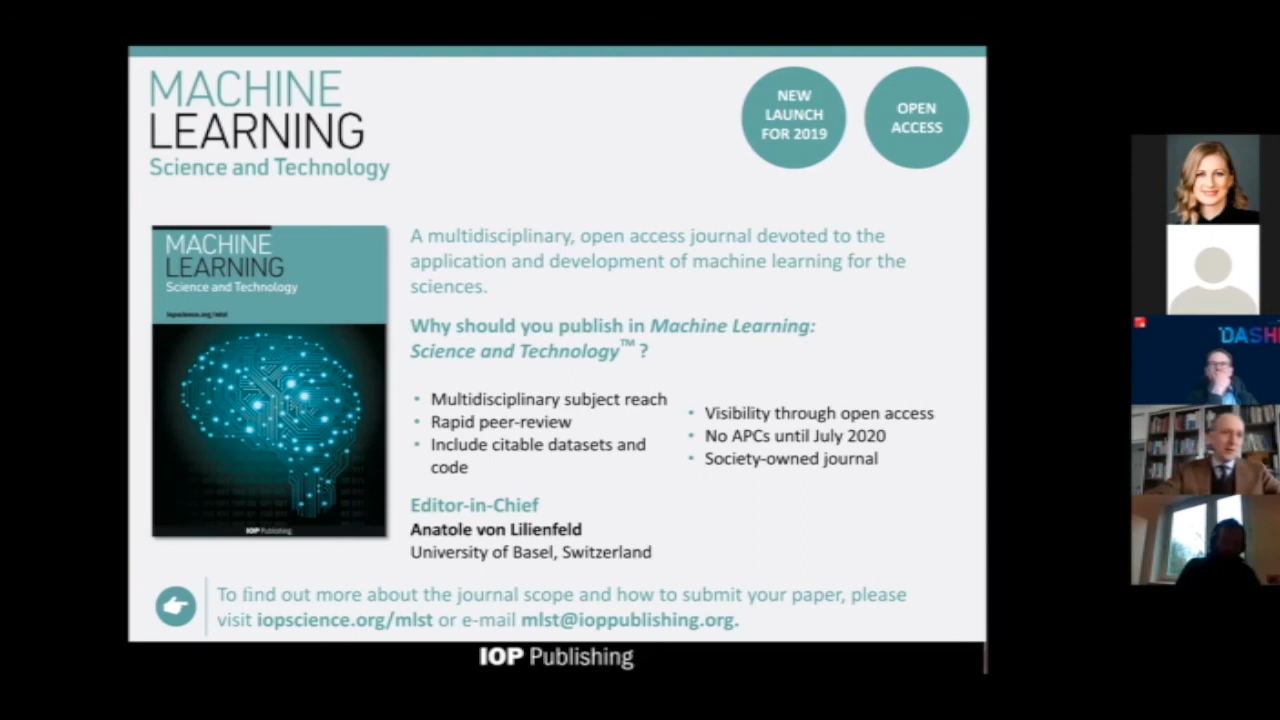 MACHINE
LEARNING
Science and Technology
NEW
LAUNCH
FOR 2019
OPEN
ACCESS
MACHINE
LEARNING
Science and Technology
iopscience.org/mlst
IOP Publishing
A multidisciplinary, open access journal devoted to the
application and development of machine learning for the
sciences.
Why should you publish in Machine Learning:
Science and Technology™ ?
• Multidisciplinary subject reach
• Rapid peer-review
• Include citable datasets and
code
• Visibility through open access
• No APCs until July 2020
• Society-owned journal
Editor-in-Chief
Anatole von Lilienfeld
University of Basel, Switzerland
To find out more about the journal scope and how to submit your paper, please
visit iopscience.org/mlst or e-mail mlst@ioppublishing.org.
IOP Publishing
DASH